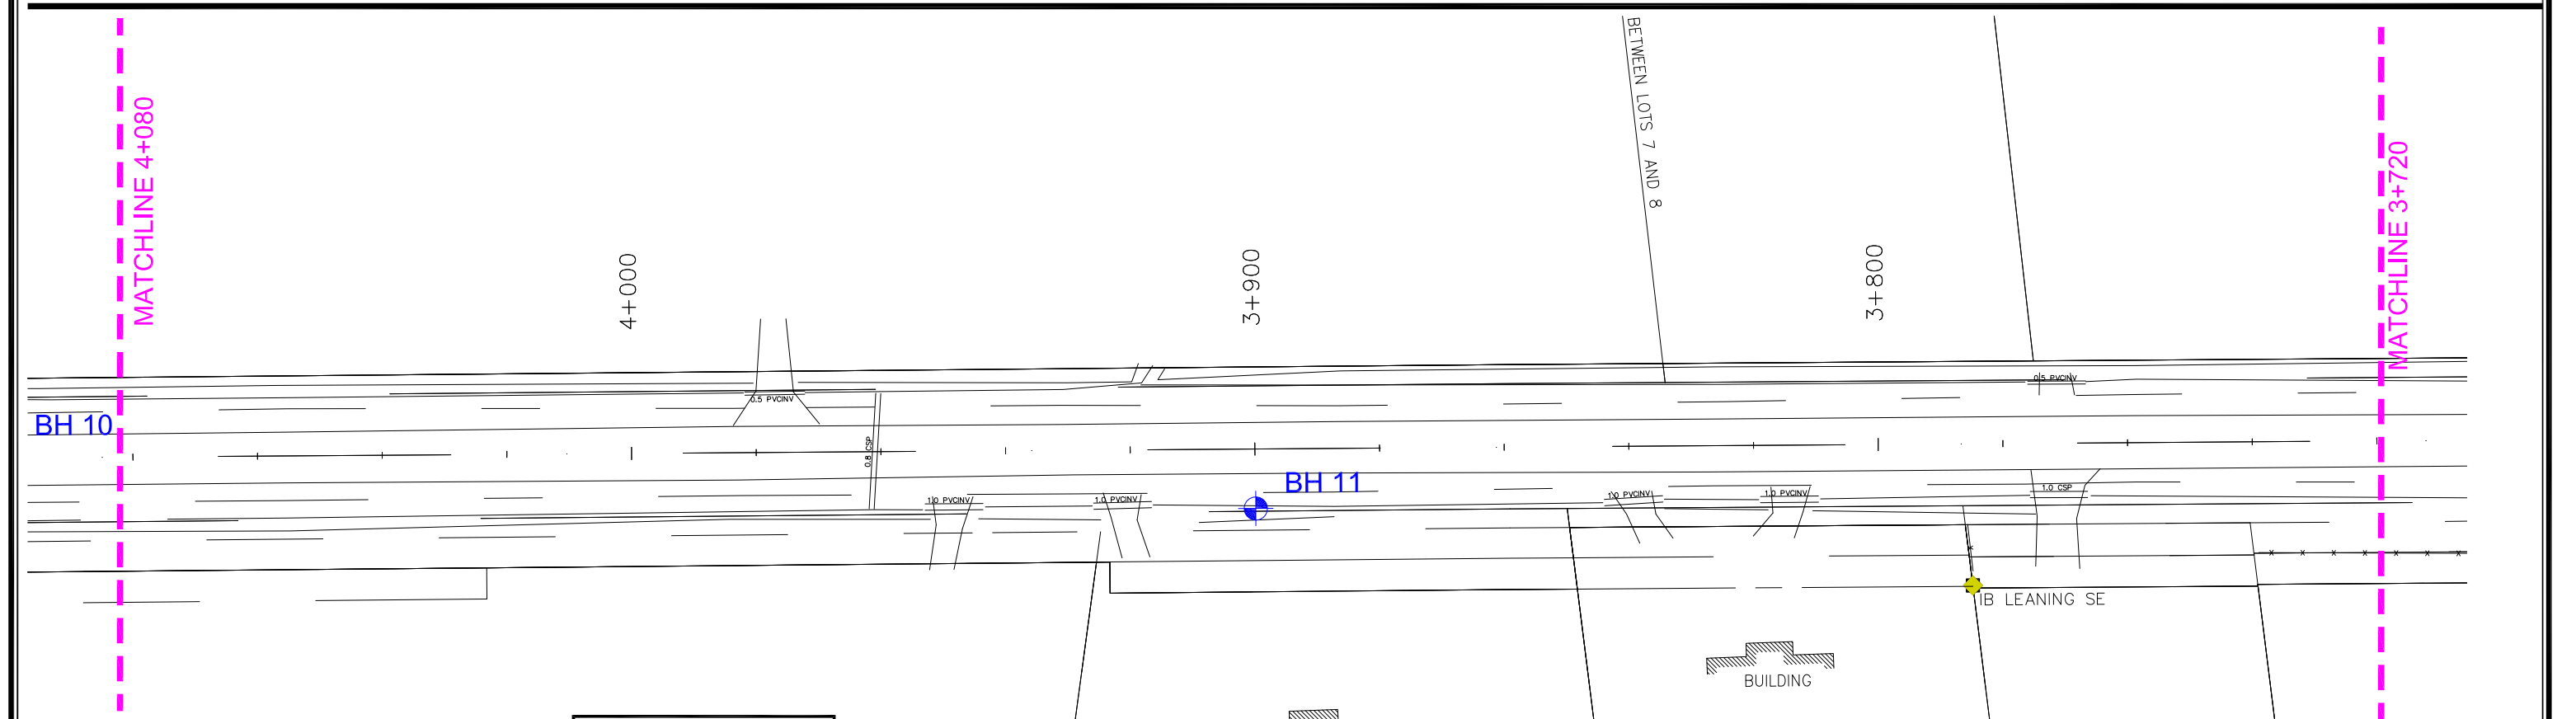 MATCHLINE 4+080
BETWEEN LOTS 7 AND 8
MATCHLINE 3+720
4+000
3+900
3+800
0.5 PVCINV
0.5 PVCINV
BH 10
0.8 CSP
BH 11
1.0 PVCINV
1.0 PVCINV
1.0 PVCINV
1.0 PVCINV
1.0 CSP
IB LEANING SE
BUILDING